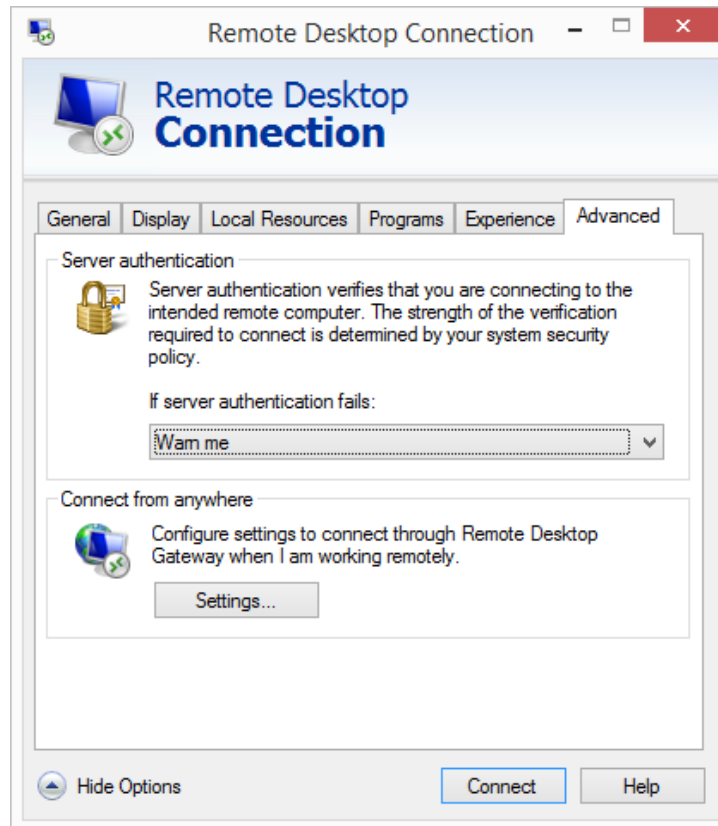 Remote Desktop Connection
Remote Desktop
Connection
General Display Local Resources Programs Experience Advanced
Server authentication
Server authentication verifies that you are connecting to the
intended remote computer. The strength of the verification
required to connect is determined by your system security
policy.
If server authentication fails:
Warn me
Connect from anywhere
Configure settings to connect through Remote Desktop
Gateway when I am working remotely.
Settings...
Hide Options Connect Help